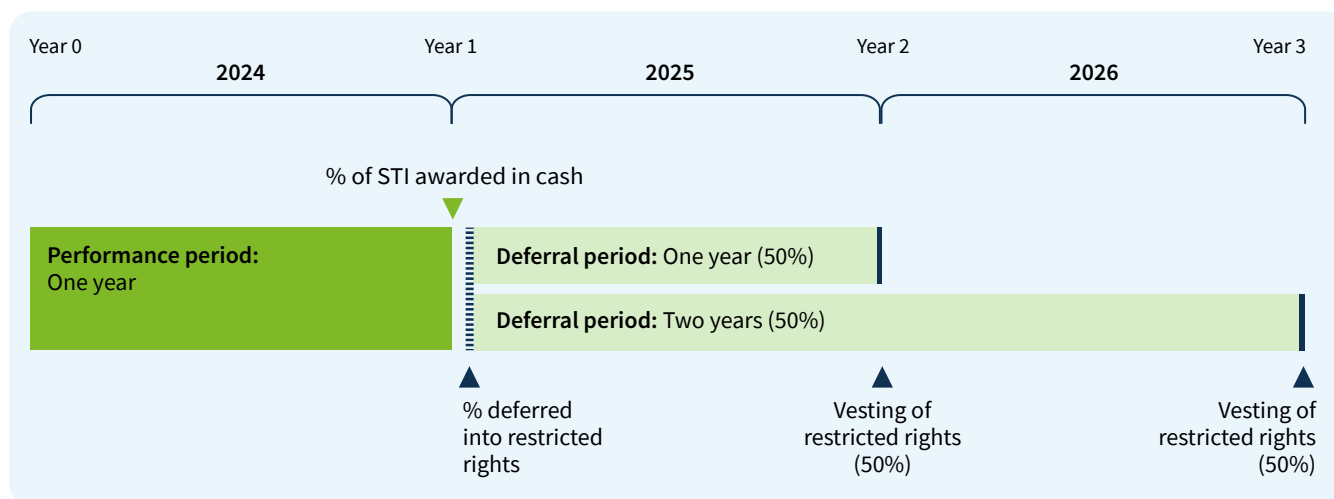 Year 0
Year 1
Year 2
Year 3
2024
2025
2026
% of STI awarded in cash
Performance period:
One year
Deferral period: One year (50%)
Deferral period: Two years (50%)
% deferred
into restricted
rights
Vesting of
restricted rights
(50%)
Vesting of
restricted rights
(50%)